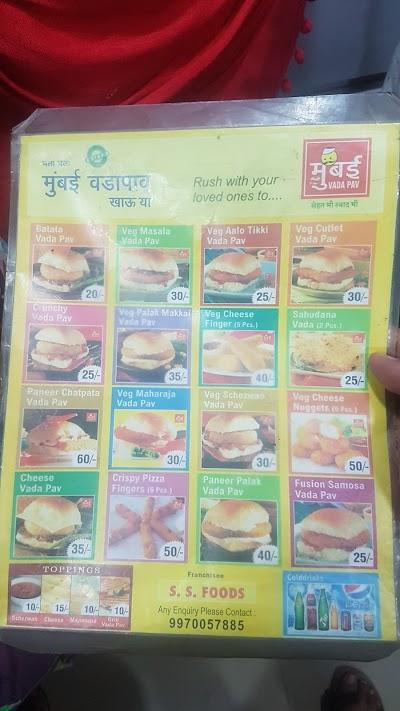 चला चला
मुंबई वडापाव
खाऊ या
Rush with your
loved ones to....
मुंबई
VADA PAV
सेहत भी स्वाद भी
Batata
Vada Pav
20/-
Veg Masala
Vada Pav
30/-
Veg Aalo Tikki
Vada Pav
25/-
Veg Cutlet
Vada Pav
30/-
Crunchy
Vada Pav
25/-
Veg Palak Makkai
Vada Pav
35/-
Veg Cheese
Finger (5 Pcs.)
40/-
Sabudana
Vada (2 Pcs.)
25/-
Paneer Chatpata
Vada Pav
60/-
Veg Maharaja
Vada Pav
30/-
Veg Schezwan
Vada Pav
30/-
Veg Cheese
Nuggets (5 Pcs.)
50/-
Cheese
Vada Pav
35/-
Crispy Pizza
Fingers (6 Pcs.)
50/-
Paneer Palak
Vada Pav
40/-
Fusion Samosa
Vada Pav
25/-
TOPPINGS
10/-
15/-
10/-
10/-
Schezwan
Cheese
Mayonnise
Grill
Vada Pav
Franchisee
S. S. FOODS
Any Enquiry Please Contact :
9970057885
Colddrinks
pepsi